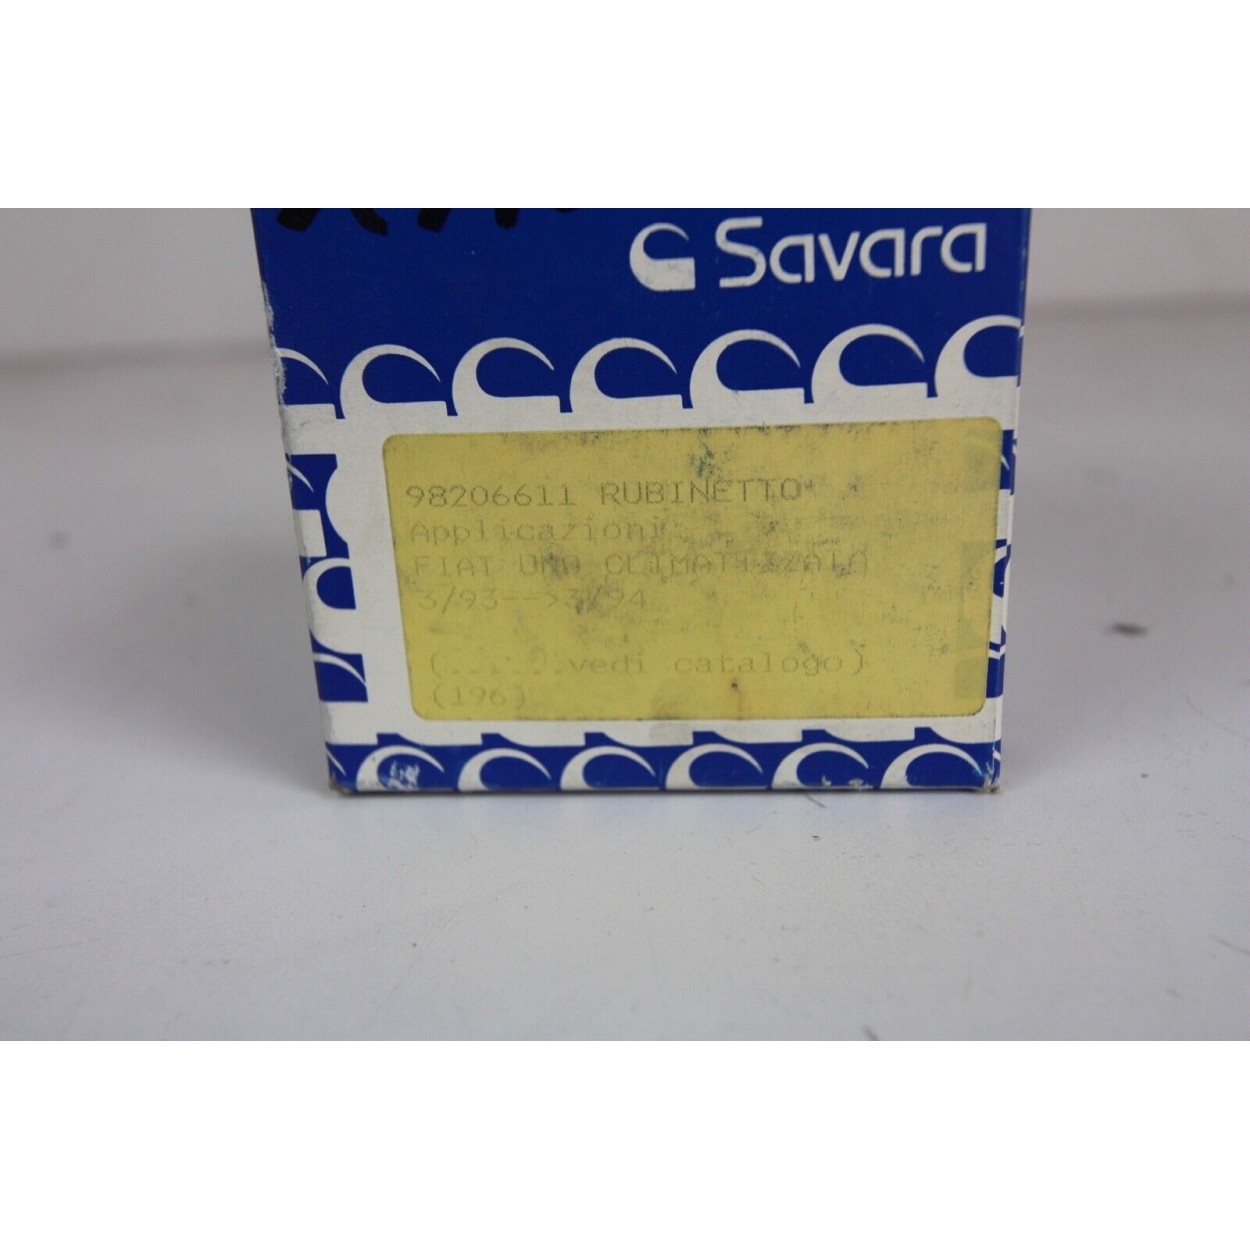 Savara
98206611 RUBINETTO
Applicazioni
FIAT UNO CLIMATIZZATA
3/93-->3/94
(.......vedi catalogo)
(196)